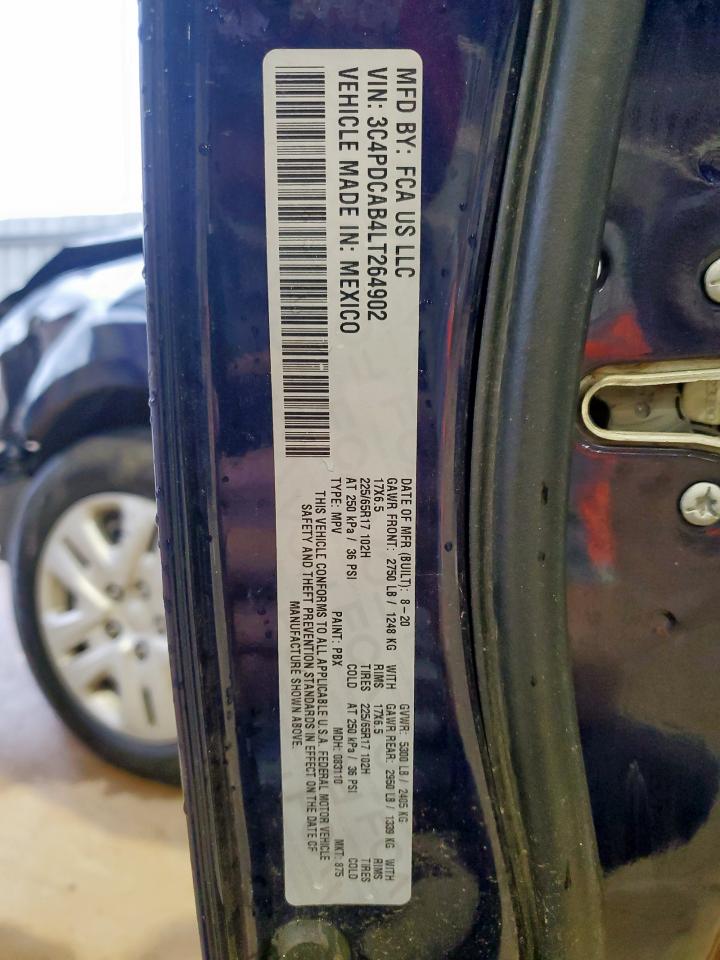 MFD BY: FCA US LLC
VIN: 3C4PDCAB4LT264902
VEHICLE MADE IN: MEXICO
DATE OF MFR (BUILT): 8-20 GVWR: 5300 LB / 2405 KG
GAWR FRONT: 2750 LB / 1248 KG WITH GAWR REAR: 2950 LB / 1339 KG WITH
17X6.5 RIMS 17X6.5 RIMS
225/65R17 102H TIRES 225/65R17 102H TIRES
AT 250 kPa / 36 PSI COLD AT 250 kPa / 36 PSI COLD
TYPE: MPV PAINT: PBX MDH: 083110 MKT: 875
THIS VEHICLE CONFORMS TO ALL APPLICABLE U.S.A. FEDERAL MOTOR VEHICLE
SAFETY AND THEFT PREVENTION STANDARDS IN EFFECT ON THE DATE OF
MANUFACTURE SHOWN ABOVE.